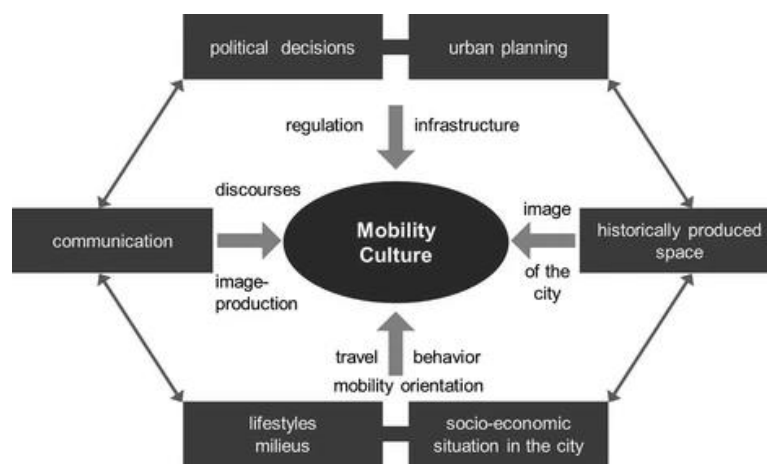 political decisions
urban planning
regulation
infrastructure
discourses
communication
image-
production
Mobility
Culture
image
of the
city
historically produced
space
travel behavior
mobility orientation
lifestyles
milieus
socio-economic
situation in the city